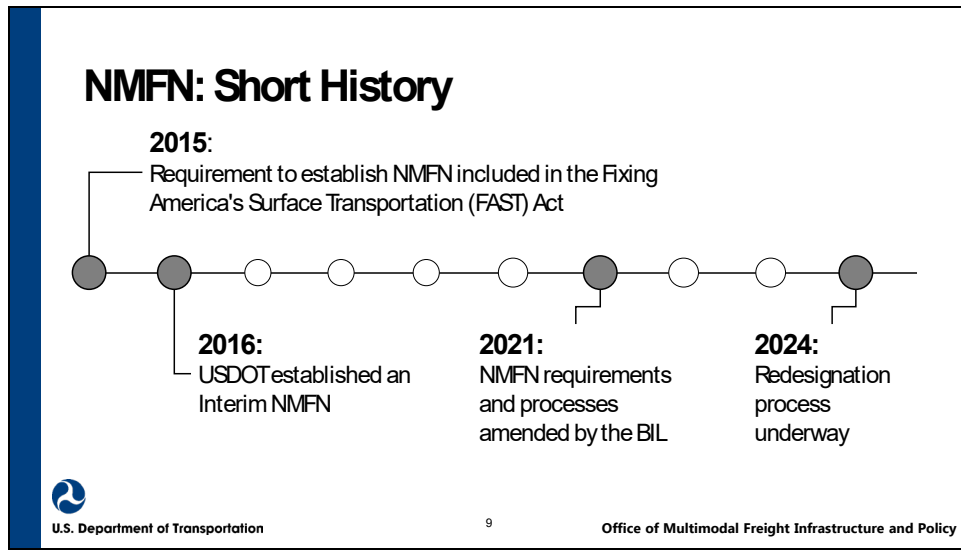 NMFN: Short History
2015:
Requirement to establish NMFN included in the Fixing
America's Surface Transportation (FAST) Act
2016:
USDOT established an
Interim NMFN
2021:
NMFN requirements
and processes
amended by the BIL
2024:
Redesignation
process
underway
U.S. Department of Transportation
9
Office of Multimodal Freight Infrastructure and Policy